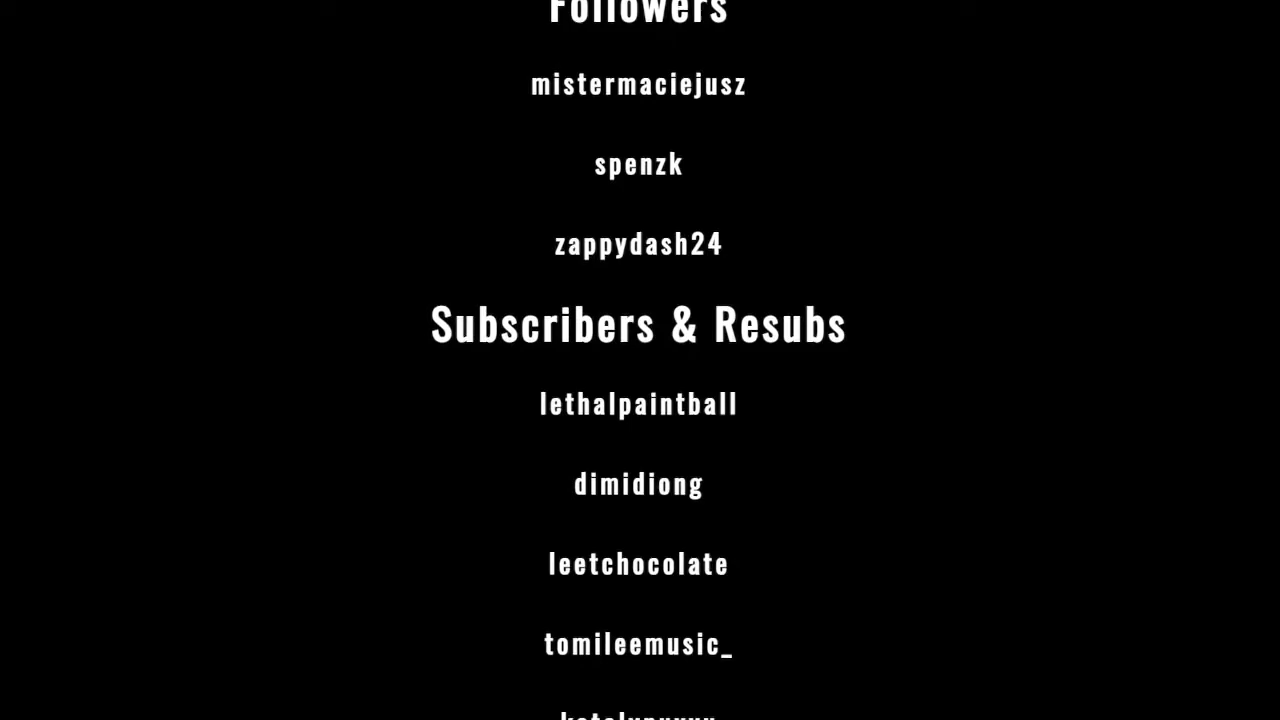 Followers
mistermaciejusz
spenzk
zappydash24
Subscribers & Resubs
lethalpaintball
dimidiong
leetchocolate
tomileemusic_